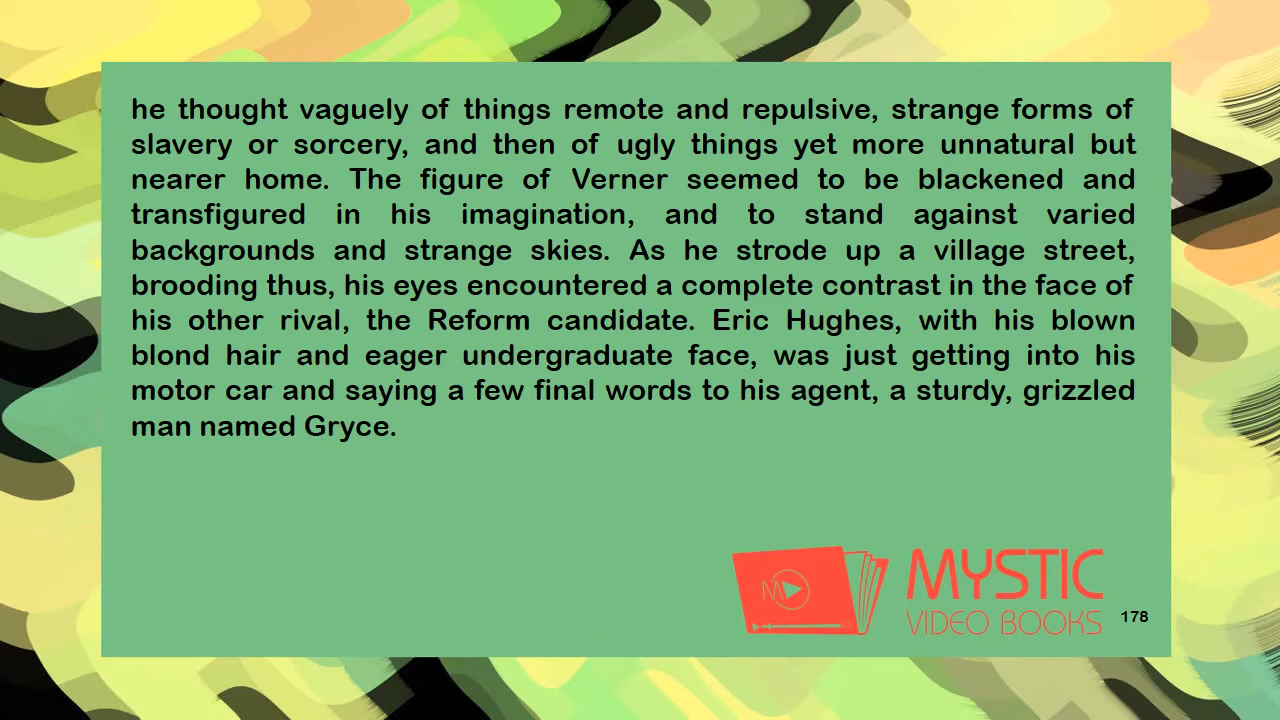 he thought vaguely of things remote and repulsive, strange forms of
slavery or sorcery, and then of ugly things yet more unnatural but
nearer home. The figure of Verner seemed to be blackened and
transfigured in his imagination, and to stand against varied
backgrounds and strange skies. As he strode up a village street,
brooding thus, his eyes encountered a complete contrast in the face of
his other rival, the Reform candidate. Eric Hughes, with his blown
blond hair and eager undergraduate face, was just getting into his
motor car and saying a few final words to his agent, a sturdy, grizzled
man named Gryce.
M
MYSTIC
VIDEO BOOKS
178